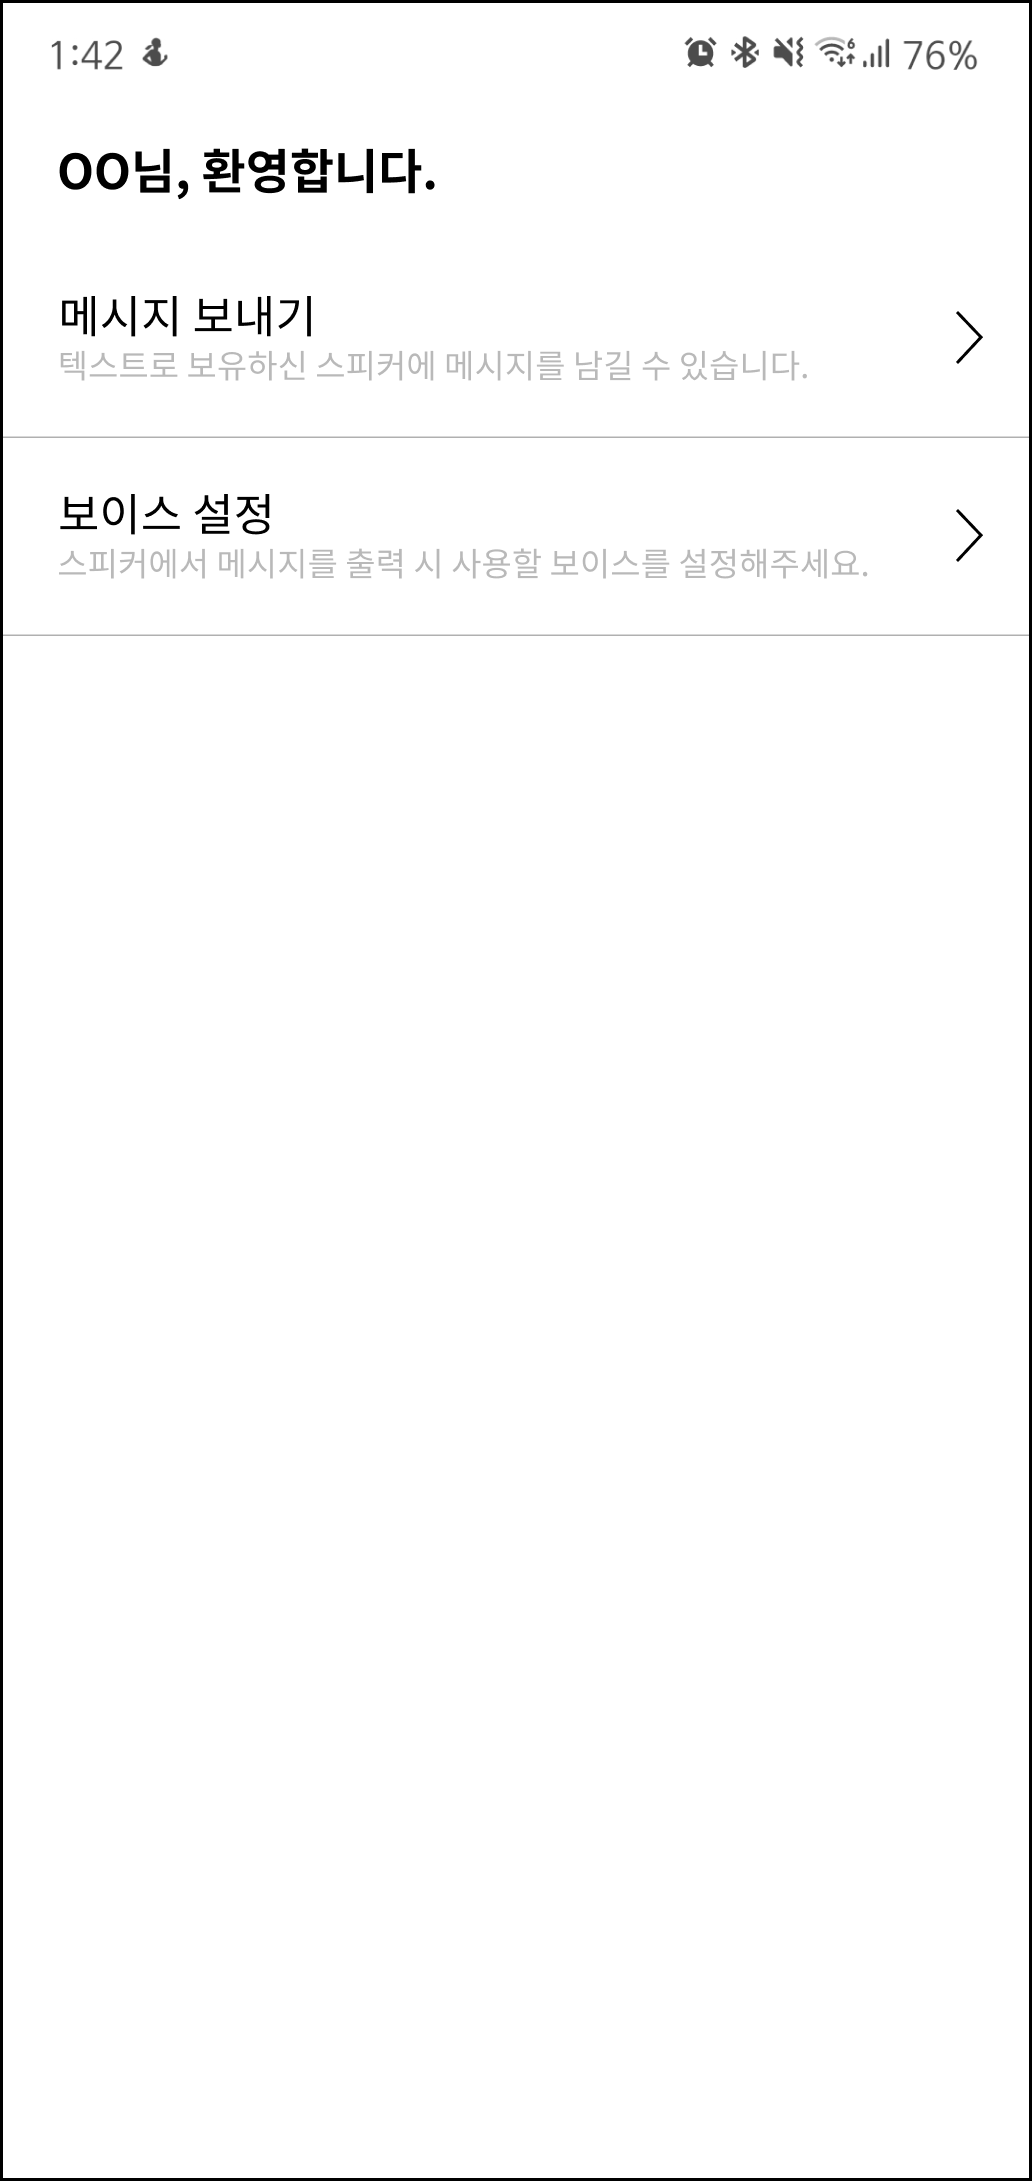 1:42
76%
OO님, 환영합니다.
메시지 보내기
텍스트로 보유하신 스피커에 메시지를 남길 수 있습니다.
보이스 설정
스피커에서 메시지를 출력 시 사용할 보이스를 설정해주세요.